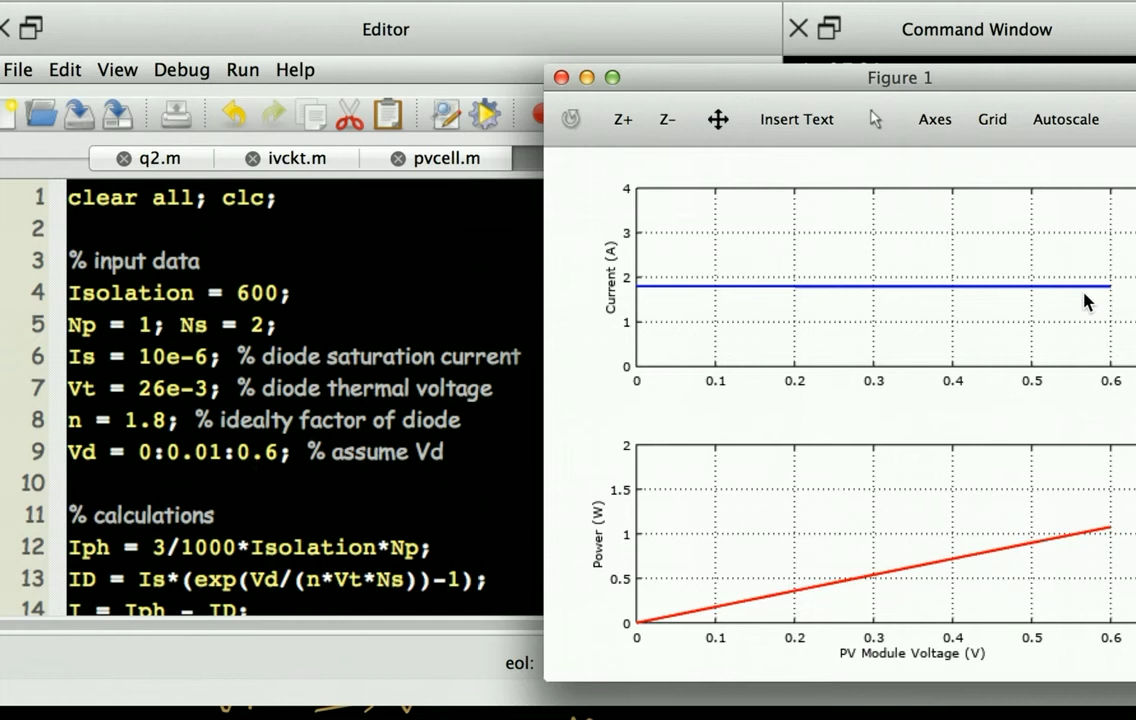 Editor
Command Window
File Edit View Debug Run Help
Figure 1
Z+ Z- Insert Text Axes Grid Autoscale
q2.m ivckt.m pvcell.m
1 clear all; clc;
2
3 % input data
4 Isolation = 600;
5 Np = 1; Ns = 2;
6 Is = 10e-6; % diode saturation current
7 Vt = 26e-3; % diode thermal voltage
8 n = 1.8; % idealty factor of diode
9 Vd = 0:0.01:0.6; % assume Vd
10
11 % calculations
12 Iph = 3/1000*Isolation*Np;
13 ID = Is*(exp(Vd/(n*Vt*Ns))-1);
14 I = Iph - ID;
eol:
4
3
2
1
0
Current (A)
0 0.1 0.2 0.3 0.4 0.5 0.6
2
1.5
1
0.5
0
Power (W)
0 0.1 0.2 0.3 0.4 0.5 0.6
PV Module Voltage (V)